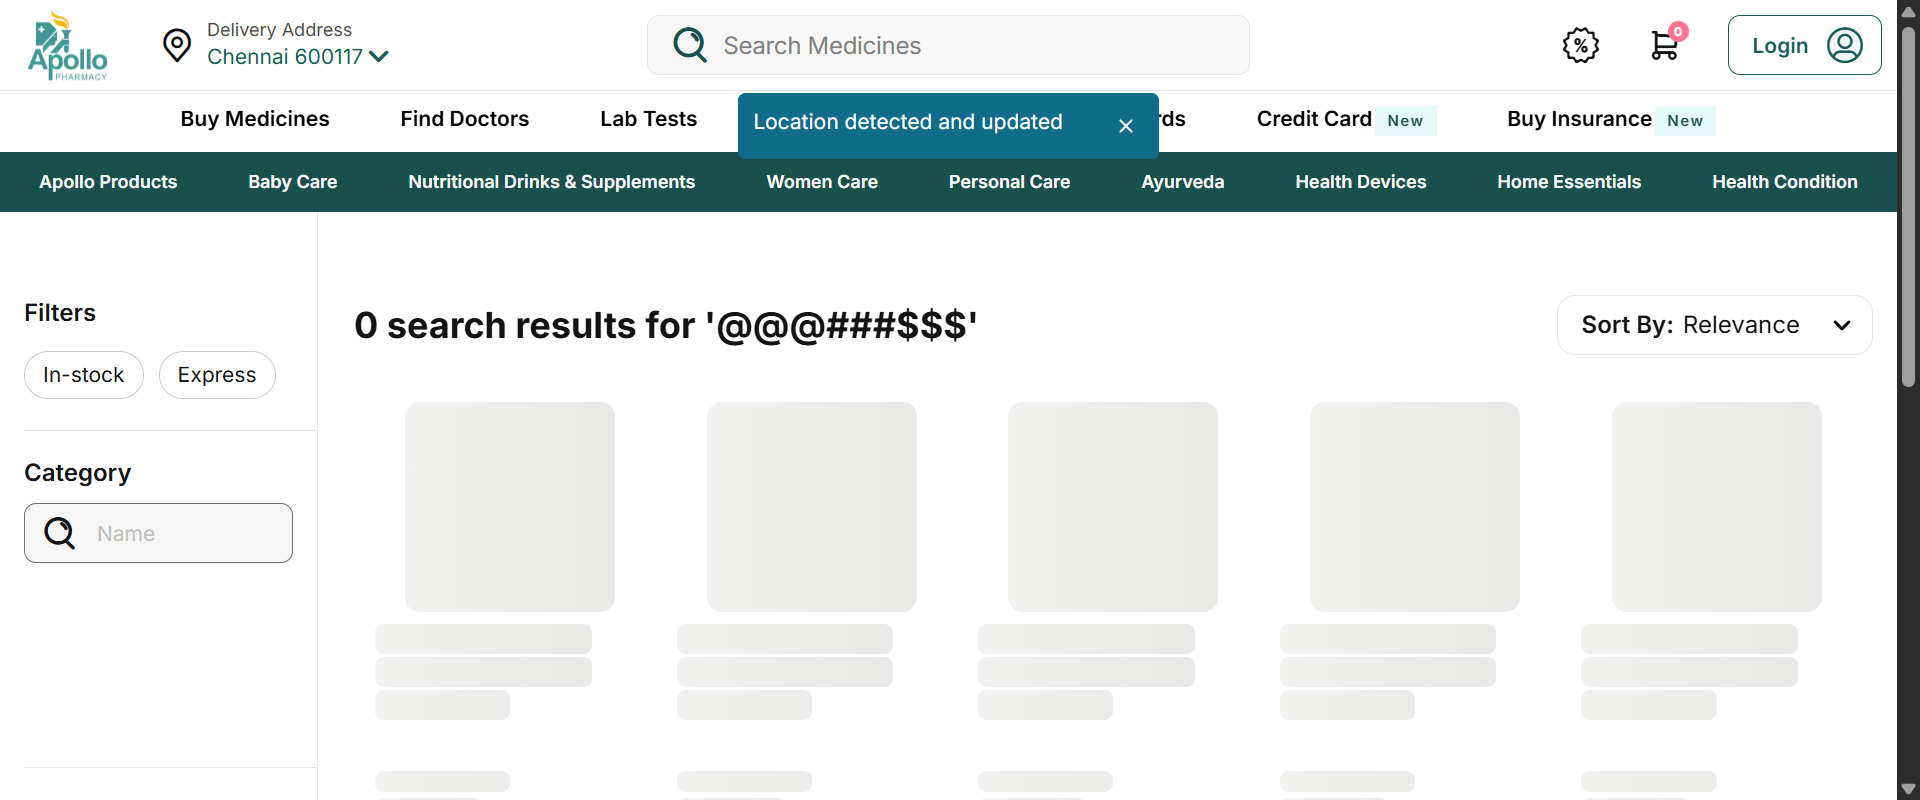 Apollo
PHARMACY
Delivery Address
Chennai 600117
Search Medicines
%
0
Login
Buy Medicines
Find Doctors
Lab Tests
Location detected and updated
Credit Card New
Buy Insurance New
Apollo Products
Baby Care
Nutritional Drinks & Supplements
Women Care
Personal Care
Ayurveda
Health Devices
Home Essentials
Health Condition
Filters
In-stock
Express
Category
Name
0 search results for '@@@###$$$'
Sort By: Relevance